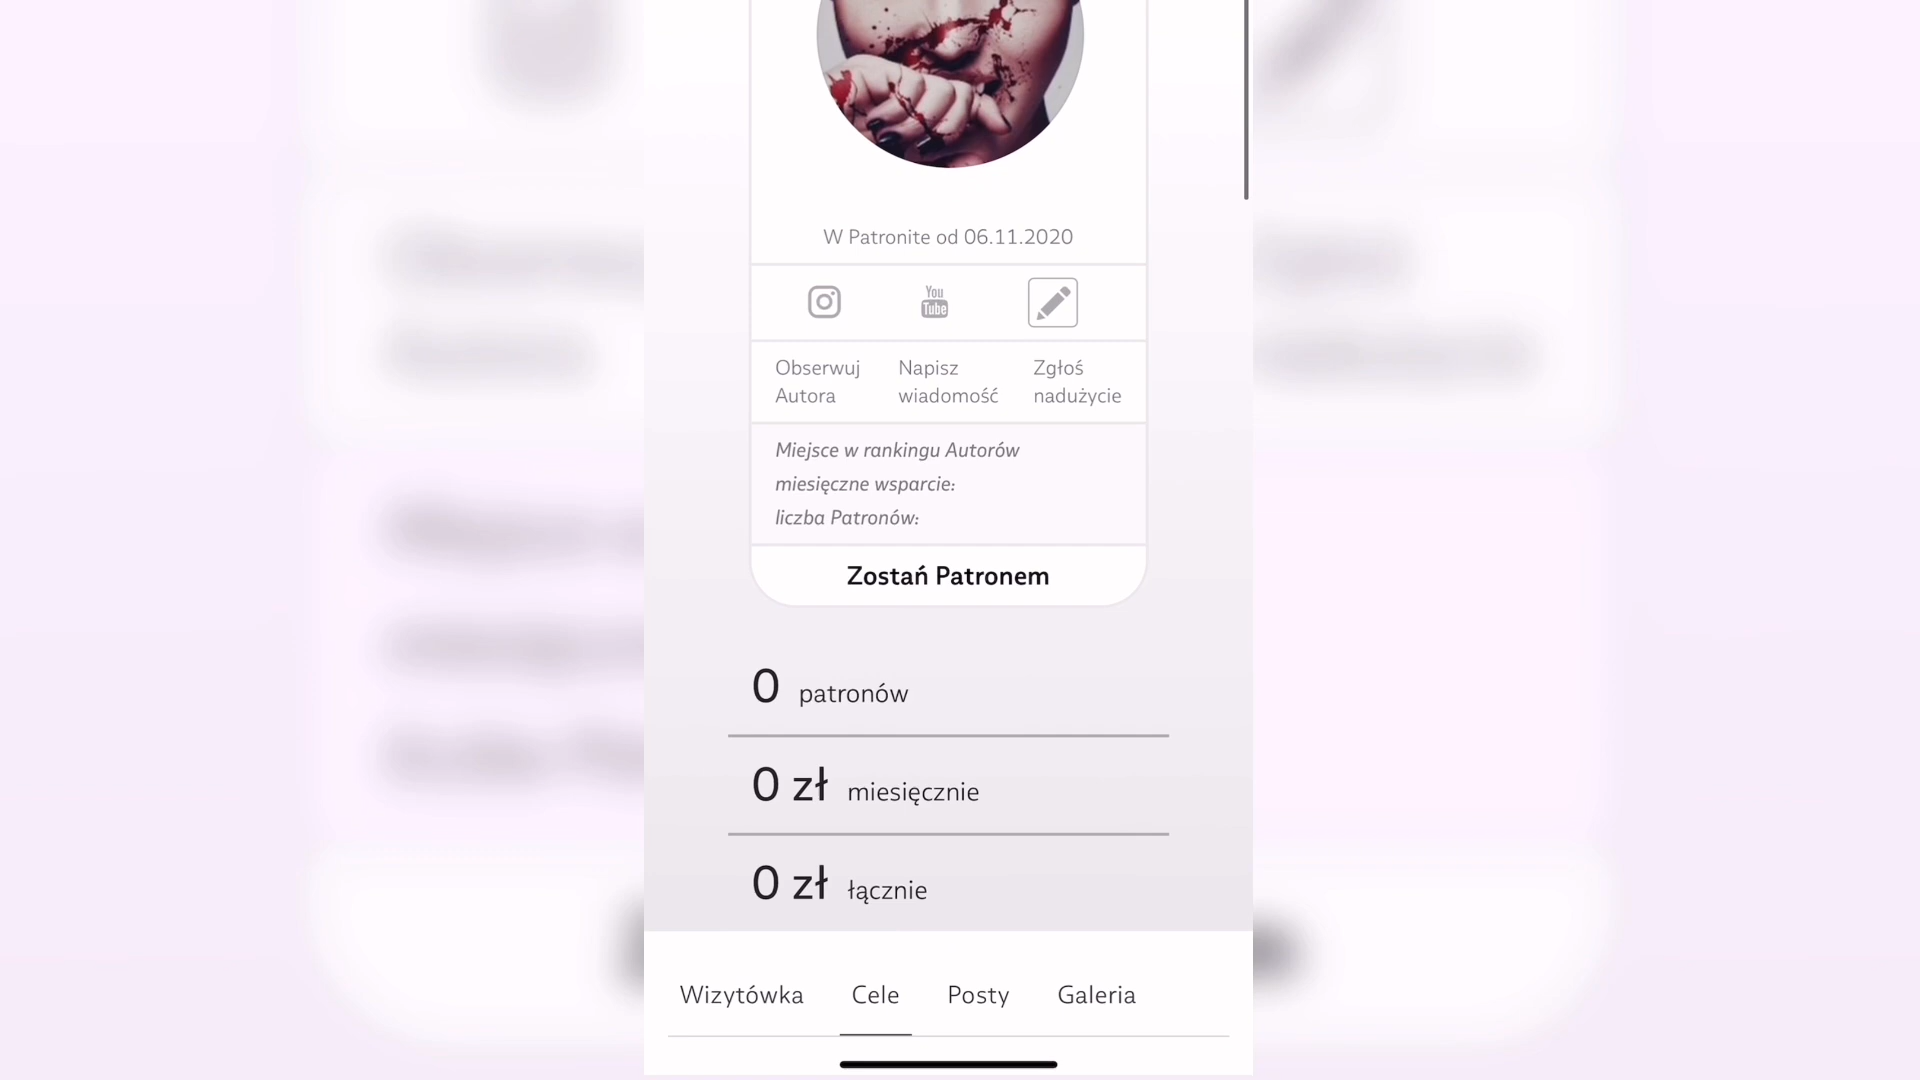 W Patronite od 06.11.2020
You
Tube
Obserwuj Autora
Napisz wiadomość
Zgłoś nadużycie
Miejsce w rankingu Autorów
miesięczne wsparcie:
liczba Patronów:
Zostań Patronem
0 patronów
0 zł miesięcznie
0 zł łącznie
Wizytówka Cele Posty Galeria